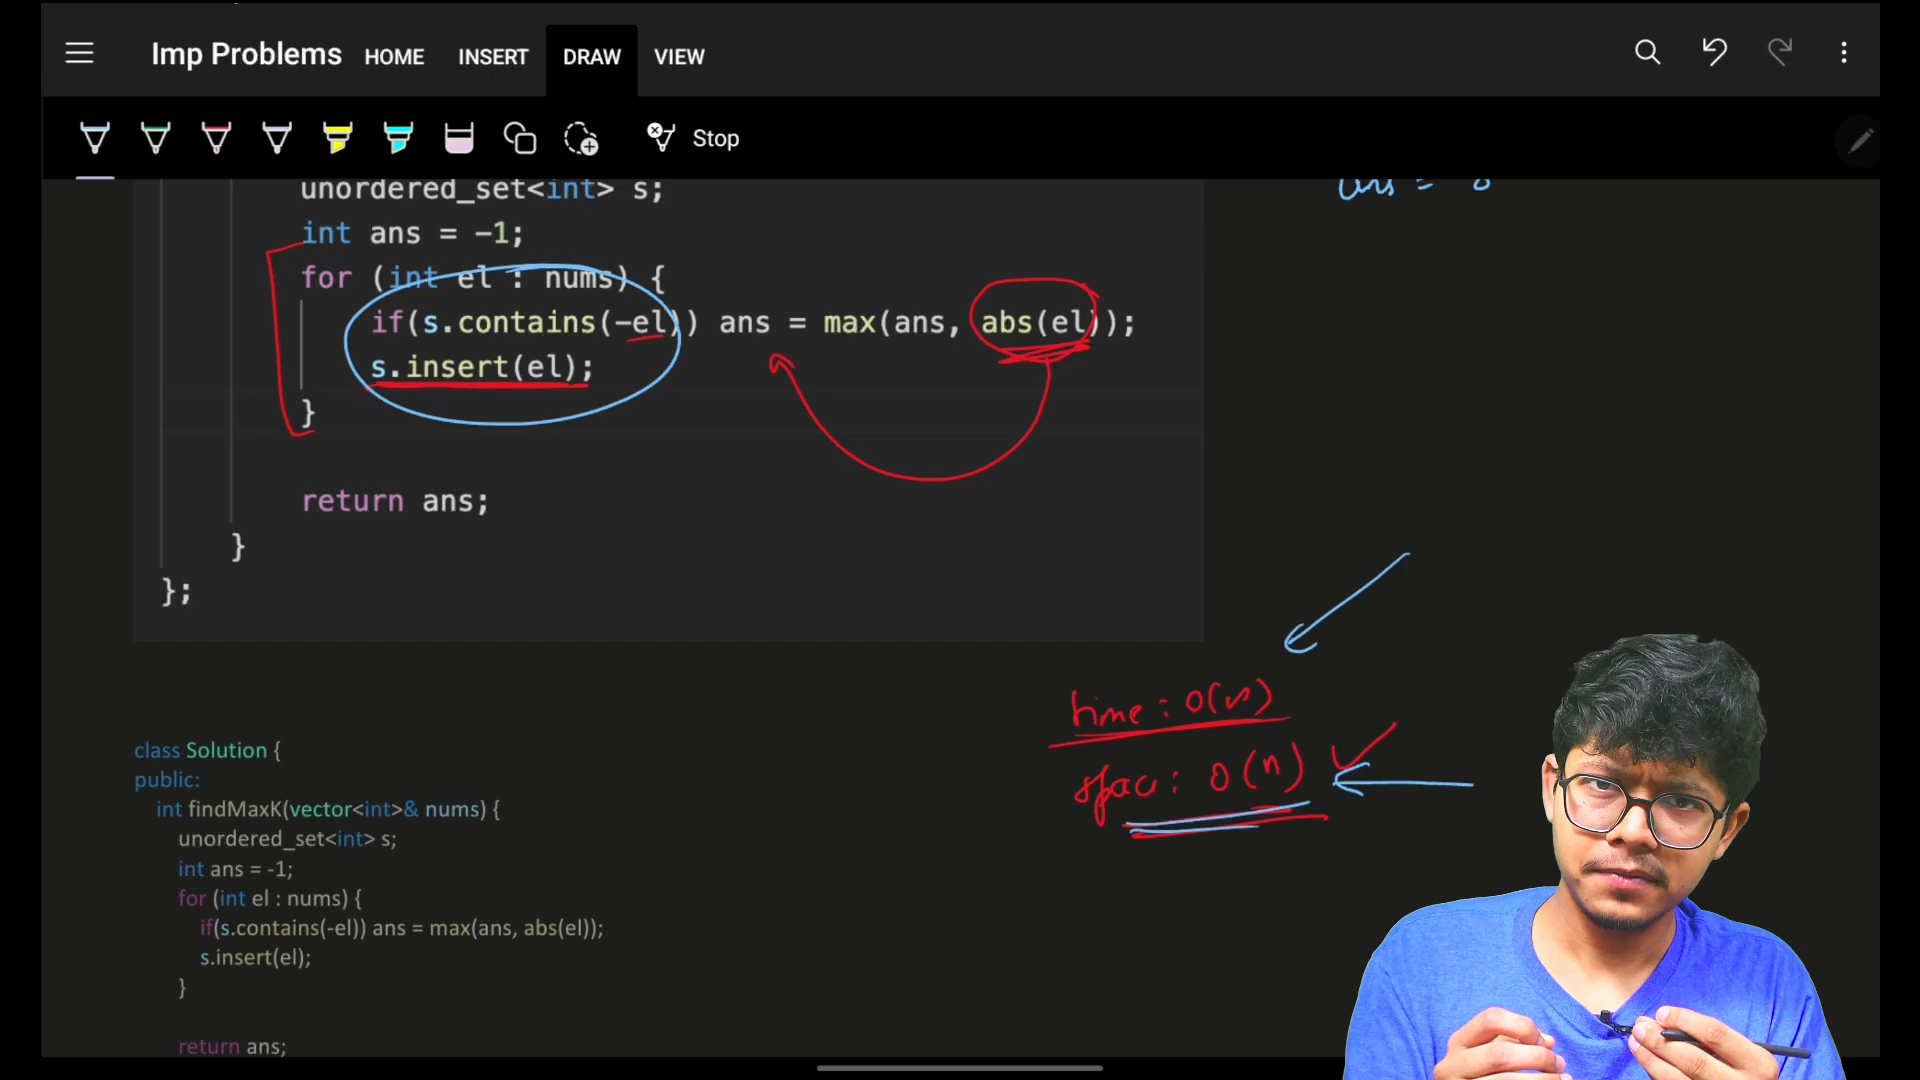 Imp Problems HOME INSERT DRAW VIEW
Stop
unordered_set<int> s;
ans =
int ans = -1;
for (int el : nums) {
if(s.contains(-el)) ans = max(ans, abs(el));
s.insert(el);
}
return ans;
}
};
time : O(n)
space : O(n)
class Solution {
public:
int findMaxK(vector<int>& nums) {
unordered_set<int> s;
int ans = -1;
for (int el : nums) {
if(s.contains(-el)) ans = max(ans, abs(el));
s.insert(el);
}
return ans;